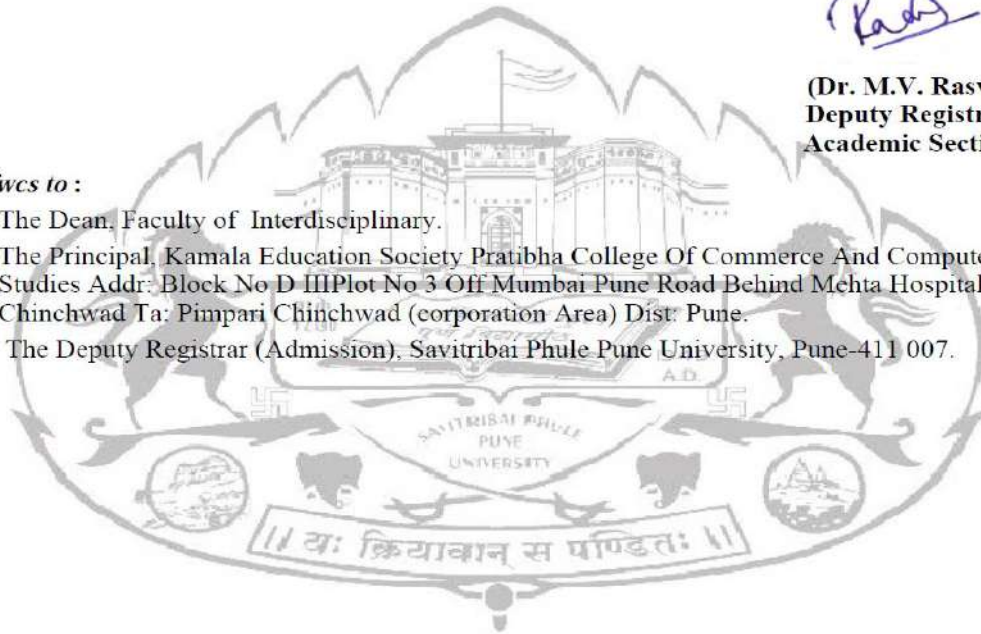 (Dr. M.V. Rasv
Deputy Registr
Academic Secti
wcs to :
The Dean, Faculty of Interdisciplinary.
The Principal, Kamala Education Society Pratibha College Of Commerce And Compute
Studies Addr: Block No D IIIPlot No 3 Off Mumbai Pune Road Behind Mehta Hospital
Chinchwad Ta: Pimpari Chinchwad (corporation Area) Dist: Pune.
The Deputy Registrar (Admission), Savitribai Phule Pune University, Pune-411 007.
A.D.
SAVITRIBAI PHULE
PUNE
UNIVERSITY
॥ यः क्रियावान् स पण्डितः ॥